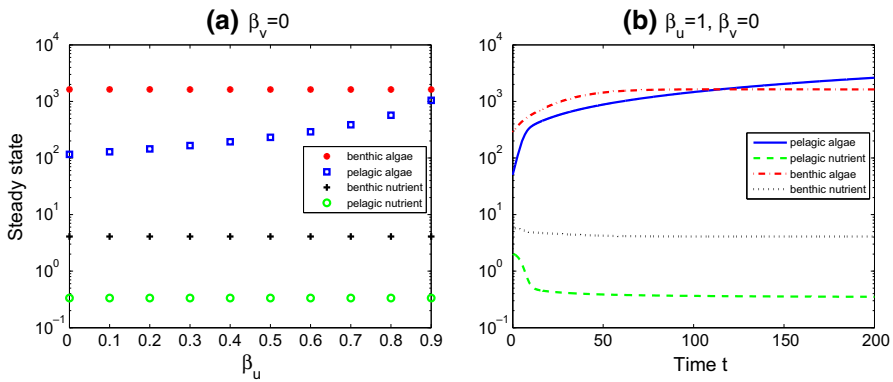 (a) β_v=0
10^4
10^3
10^2
10^1
10^0
10^-1
Steady state
benthic algae
pelagic algae
benthic nutrient
pelagic nutrient
0 0.1 0.2 0.3 0.4 0.5 0.6 0.7 0.8 0.9
β_u
(b) β_u=1, β_v=0
10^4
10^3
10^2
10^1
10^0
10^-1
pelagic algae
pelagic nutrient
benthic algae
benthic nutrient
0 50 100 150 200
Time t